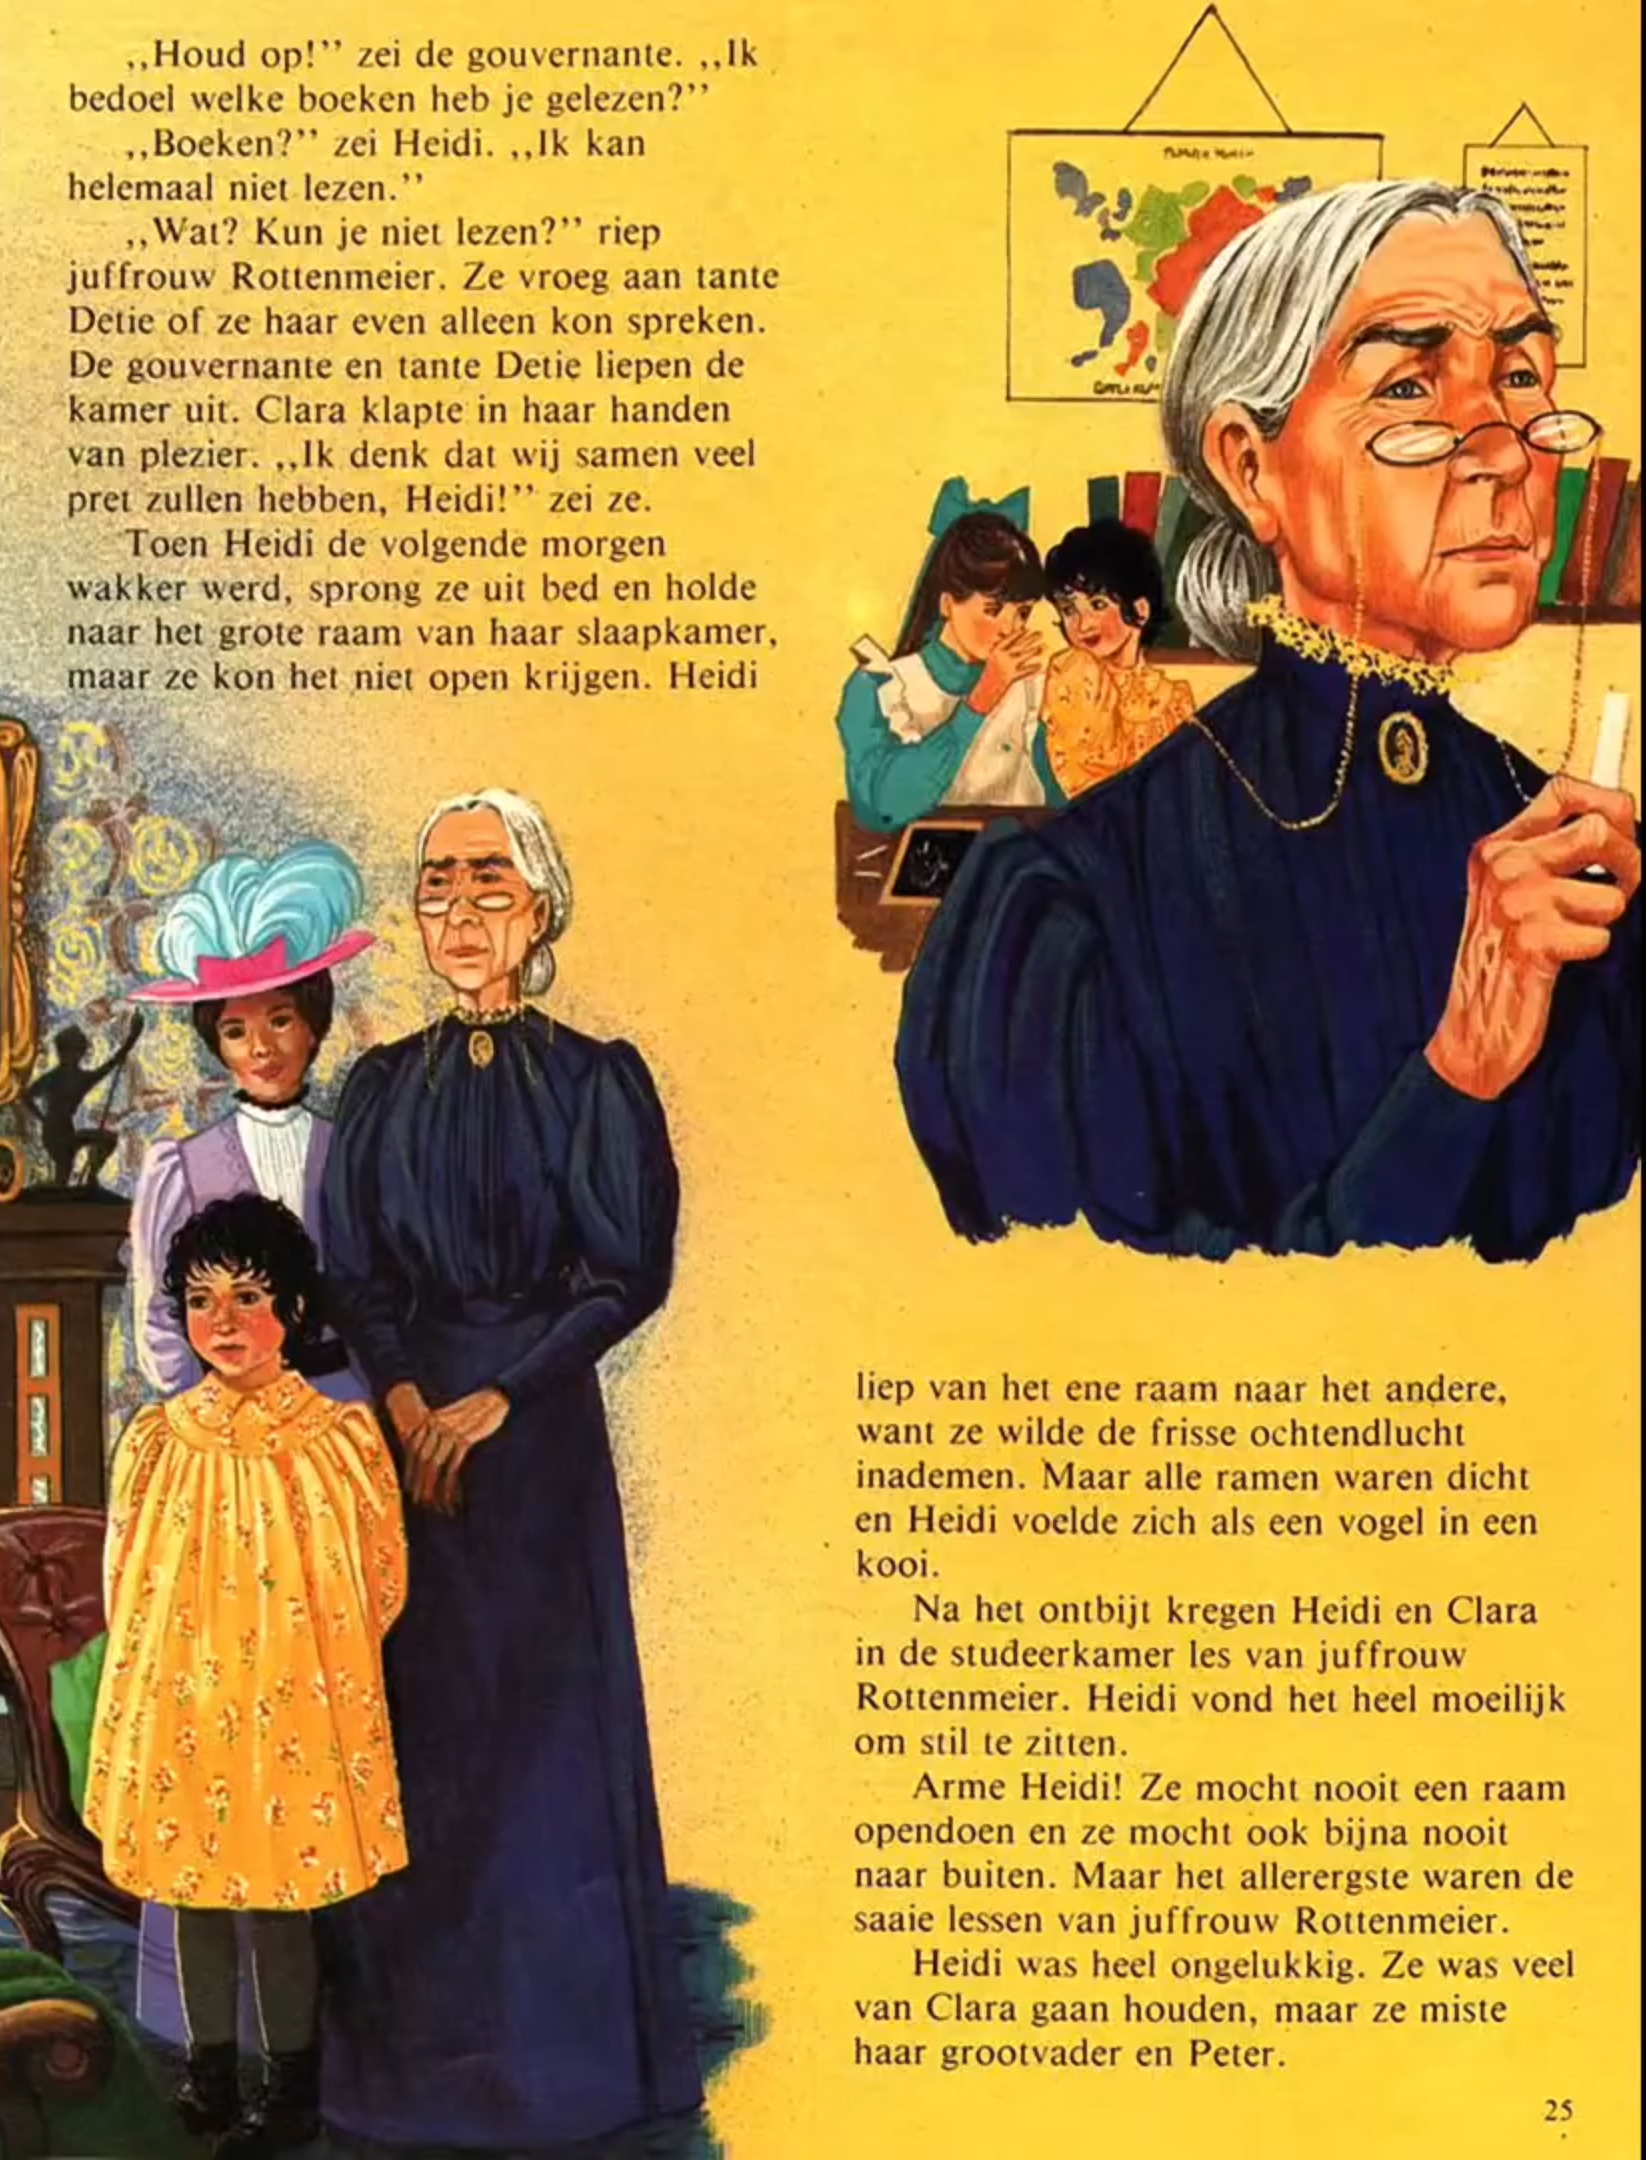 ,,Houd op!’’ zei de gouvernante. ,,Ik
bedoel welke boeken heb je gelezen?’’
,,Boeken?’’ zei Heidi. ,,Ik kan
helemaal niet lezen.’’
,,Wat? Kun je niet lezen?’’ riep
juffrouw Rottenmeier. Ze vroeg aan tante
Detie of ze haar even alleen kon spreken.
De gouvernante en tante Detie liepen de
kamer uit. Clara klapte in haar handen
van plezier. ,,Ik denk dat wij samen veel
pret zullen hebben, Heidi!’’ zei ze.
Toen Heidi de volgende morgen
wakker werd, sprong ze uit bed en holde
naar het grote raam van haar slaapkamer,
maar ze kon het niet open krijgen. Heidi
liep van het ene raam naar het andere,
want ze wilde de frisse ochtendlucht
inademen. Maar alle ramen waren dicht
en Heidi voelde zich als een vogel in een
kooi.
Na het ontbijt kregen Heidi en Clara
in de studeerkamer les van juffrouw
Rottenmeier. Heidi vond het heel moeilijk
om stil te zitten.
Arme Heidi! Ze mocht nooit een raam
opendoen en ze mocht ook bijna nooit
naar buiten. Maar het allerergste waren de
saaie lessen van juffrouw Rottenmeier.
Heidi was heel ongelukkig. Ze was veel
van Clara gaan houden, maar ze miste
haar grootvader en Peter.
25